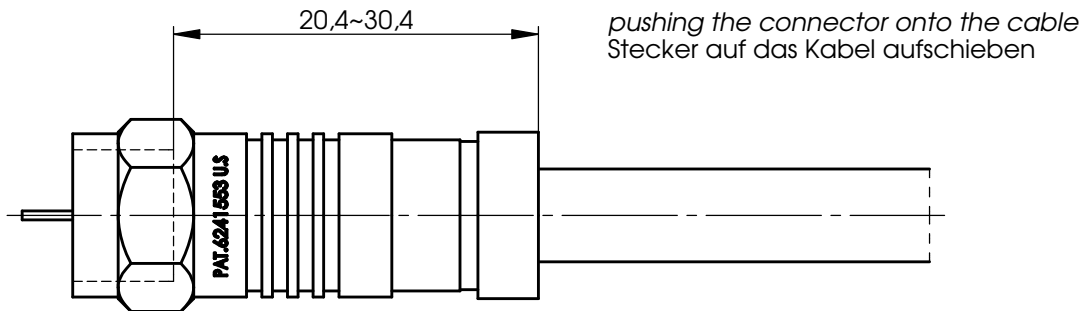 20,4~30,4
pushing the connector onto the cable
Stecker auf das Kabel aufschieben
PAT.6241553 U.S